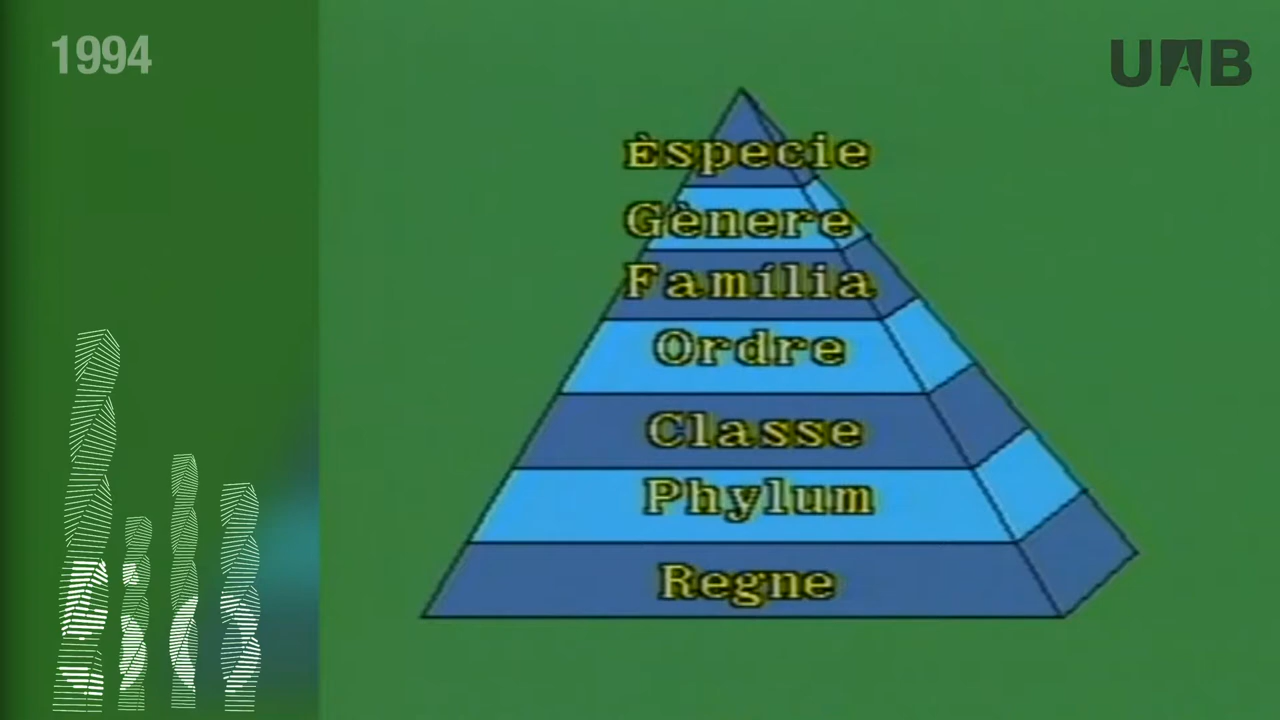 1994
UAB
Èspecie
Gènere
Família
Ordre
Classe
Phylum
Regne